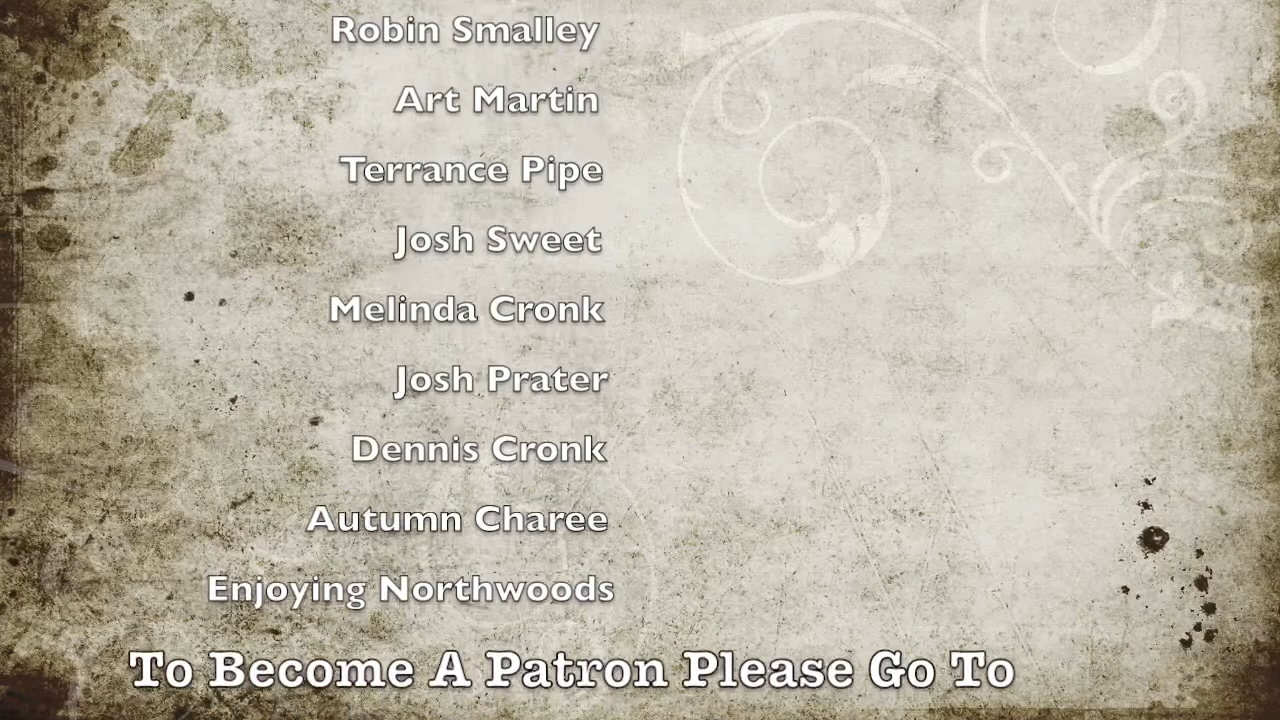 Robin Smalley
Art Martin
Terrance Pipe
Josh Sweet
Melinda Cronk
Josh Prater
Dennis Cronk
Autumn Charee
Enjoying Northwoods
To Become A Patron Please Go To